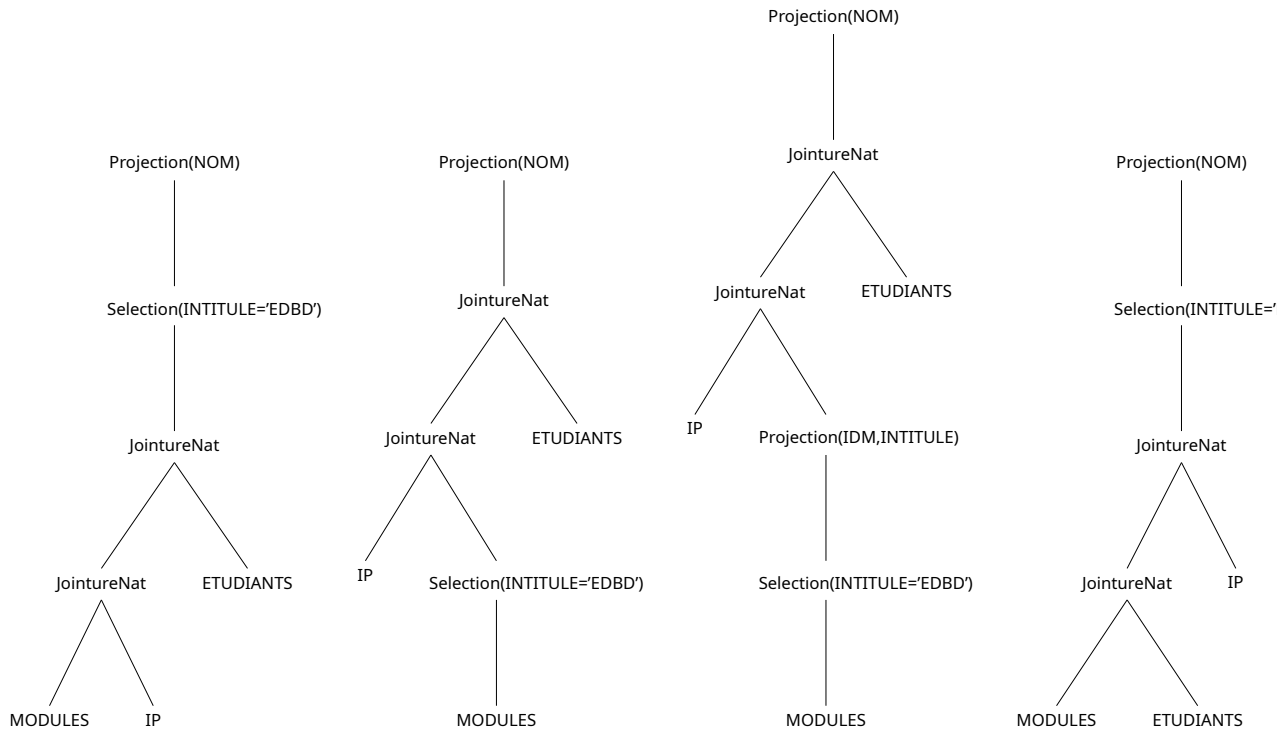 Projection(NOM)
JointureNat
JointureNat
ETUDIANTS
IP
Projection(IDM,INTITULE)
Selection(INTITULE=’EDBD’)
MODULES
Projection(NOM)
Selection(INTITULE=’EDBD’)
JointureNat
JointureNat
ETUDIANTS
MODULES
IP
Projection(NOM)
JointureNat
JointureNat
ETUDIANTS
IP
Selection(INTITULE=’EDBD’)
MODULES
Projection(NOM)
Selection(INTITULE=’
JointureNat
JointureNat
IP
MODULES
ETUDIANTS